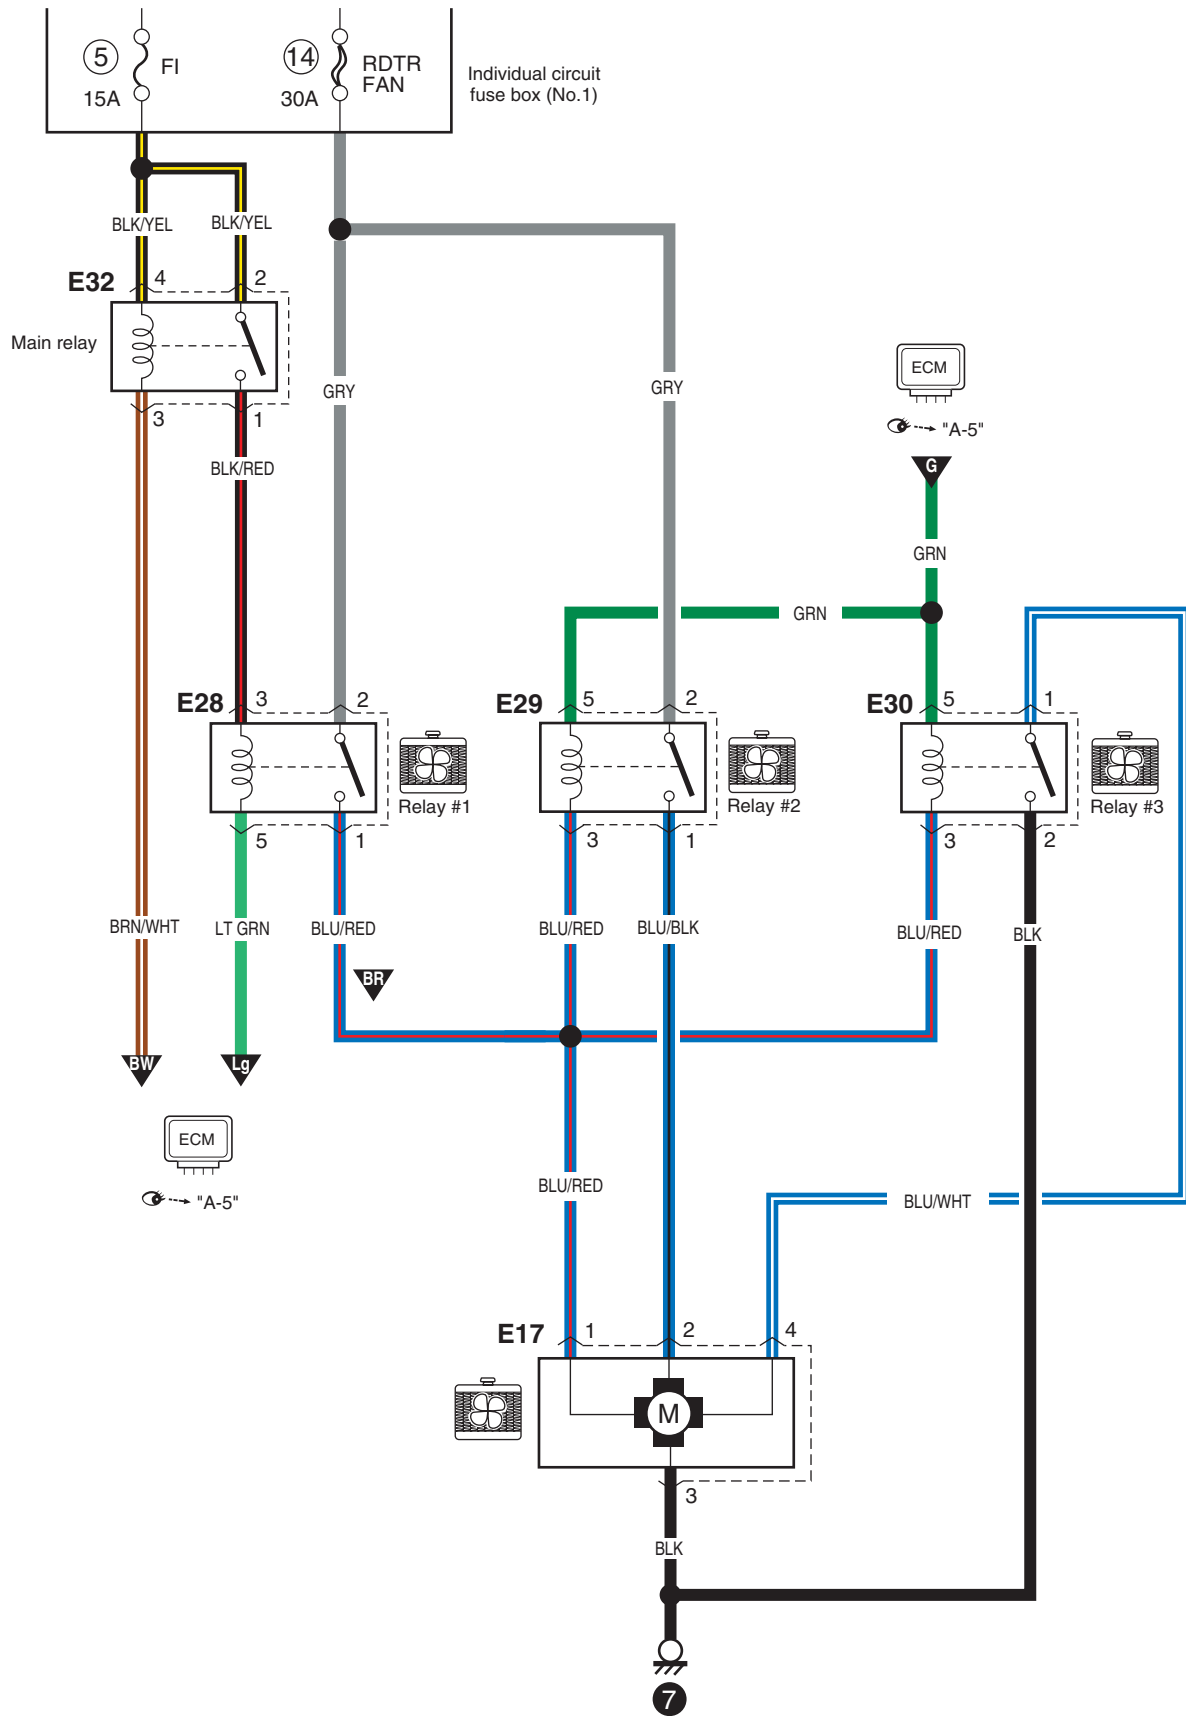 5
FI
15A
14
RDTR
FAN
30A
Individual circuit
fuse box (No.1)
BLK/YEL
BLK/YEL
E32
4
2
Main relay
3
1
GRY
GRY
BLK/RED
ECM
"A-5"
G
GRN
GRN
E28
3
2
E29
5
2
E30
5
1
Relay #1
Relay #2
Relay #3
5
1
3
1
3
2
BRN/WHT
LT GRN
BLU/RED
BLU/RED
BLU/BLK
BLU/RED
BLK
BR
BW
Lg
ECM
"A-5"
BLU/RED
BLU/WHT
E17
1
2
4
M
3
BLK
7